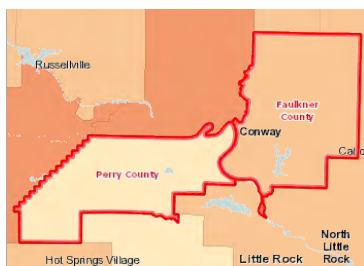 Russellville
Faulkner
County
Conway
Perry County
North
Little
Rock
Little Rock
Hot Springs Village